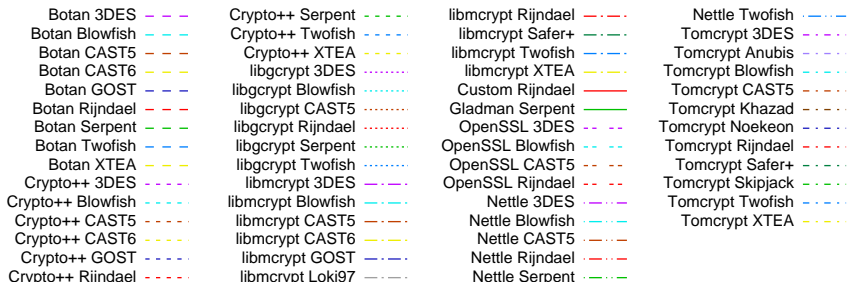 Botan 3DES
Botan Blowfish
Botan CAST5
Botan CAST6
Botan GOST
Botan Rijndael
Botan Serpent
Botan Twofish
Botan XTEA
Crypto++ 3DES
Crypto++ Blowfish
Crypto++ CAST5
Crypto++ CAST6
Crypto++ GOST
Crypto++ Rijndael
Crypto++ Serpent
Crypto++ Twofish
Crypto++ XTEA
libgcrypt 3DES
libgcrypt Blowfish
libgcrypt CAST5
libgcrypt Rijndael
libgcrypt Serpent
libgcrypt Twofish
libmcrypt 3DES
libmcrypt Blowfish
libmcrypt CAST5
libmcrypt CAST6
libmcrypt GOST
libmcrypt Loki97
libmcrypt Rijndael
libmcrypt Safer+
libmcrypt Twofish
libmcrypt XTEA
Custom Rijndael
Gladman Serpent
OpenSSL 3DES
OpenSSL Blowfish
OpenSSL CAST5
OpenSSL Rijndael
Nettle 3DES
Nettle Blowfish
Nettle CAST5
Nettle Rijndael
Nettle Serpent
Nettle Twofish
Tomcrypt 3DES
Tomcrypt Anubis
Tomcrypt Blowfish
Tomcrypt CAST5
Tomcrypt Khazad
Tomcrypt Noekeon
Tomcrypt Rijndael
Tomcrypt Safer+
Tomcrypt Skipjack
Tomcrypt Twofish
Tomcrypt XTEA